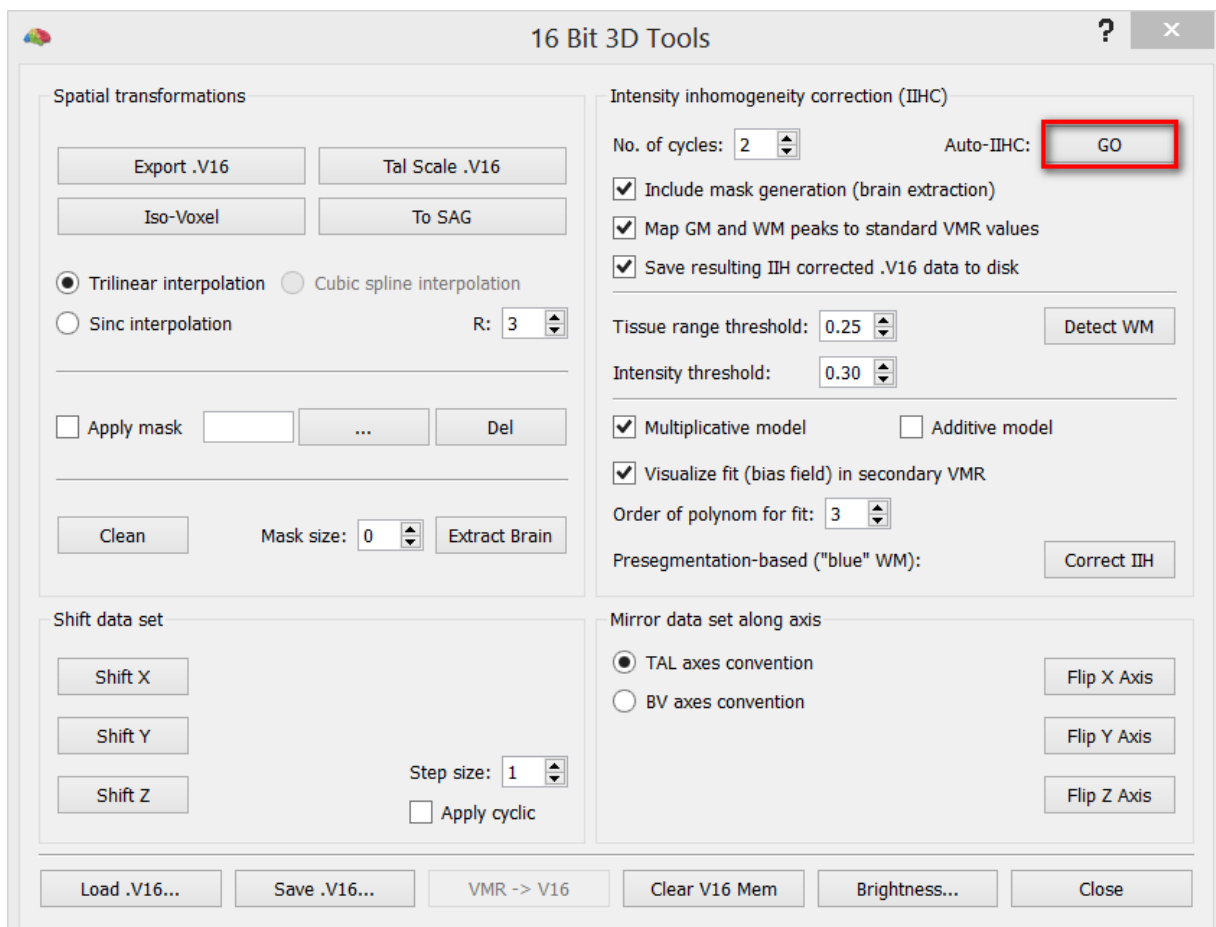 16 Bit 3D Tools ? ×
Spatial transformations
Export .V16 Tal Scale .V16
Iso-Voxel To SAG
Trilinear interpolation Cubic spline interpolation
Sinc interpolation R: 3
Apply mask ... Del
Clean Mask size: 0 Extract Brain
Intensity inhomogeneity correction (IIHC)
No. of cycles: 2 Auto-IIHC: GO
Include mask generation (brain extraction)
Map GM and WM peaks to standard VMR values
Save resulting IIH corrected .V16 data to disk
Tissue range threshold: 0.25 Detect WM
Intensity threshold: 0.30
Multiplicative model Additive model
Visualize fit (bias field) in secondary VMR
Order of polynom for fit: 3
Presegmentation-based ("blue" WM): Correct IIH
Shift data set
Shift X
Shift Y
Step size: 1
Shift Z
Apply cyclic
Mirror data set along axis
TAL axes convention
Flip X Axis
BV axes convention
Flip Y Axis
Flip Z Axis
Load .V16... Save .V16... VMR -> V16 Clear V16 Mem Brightness... Close